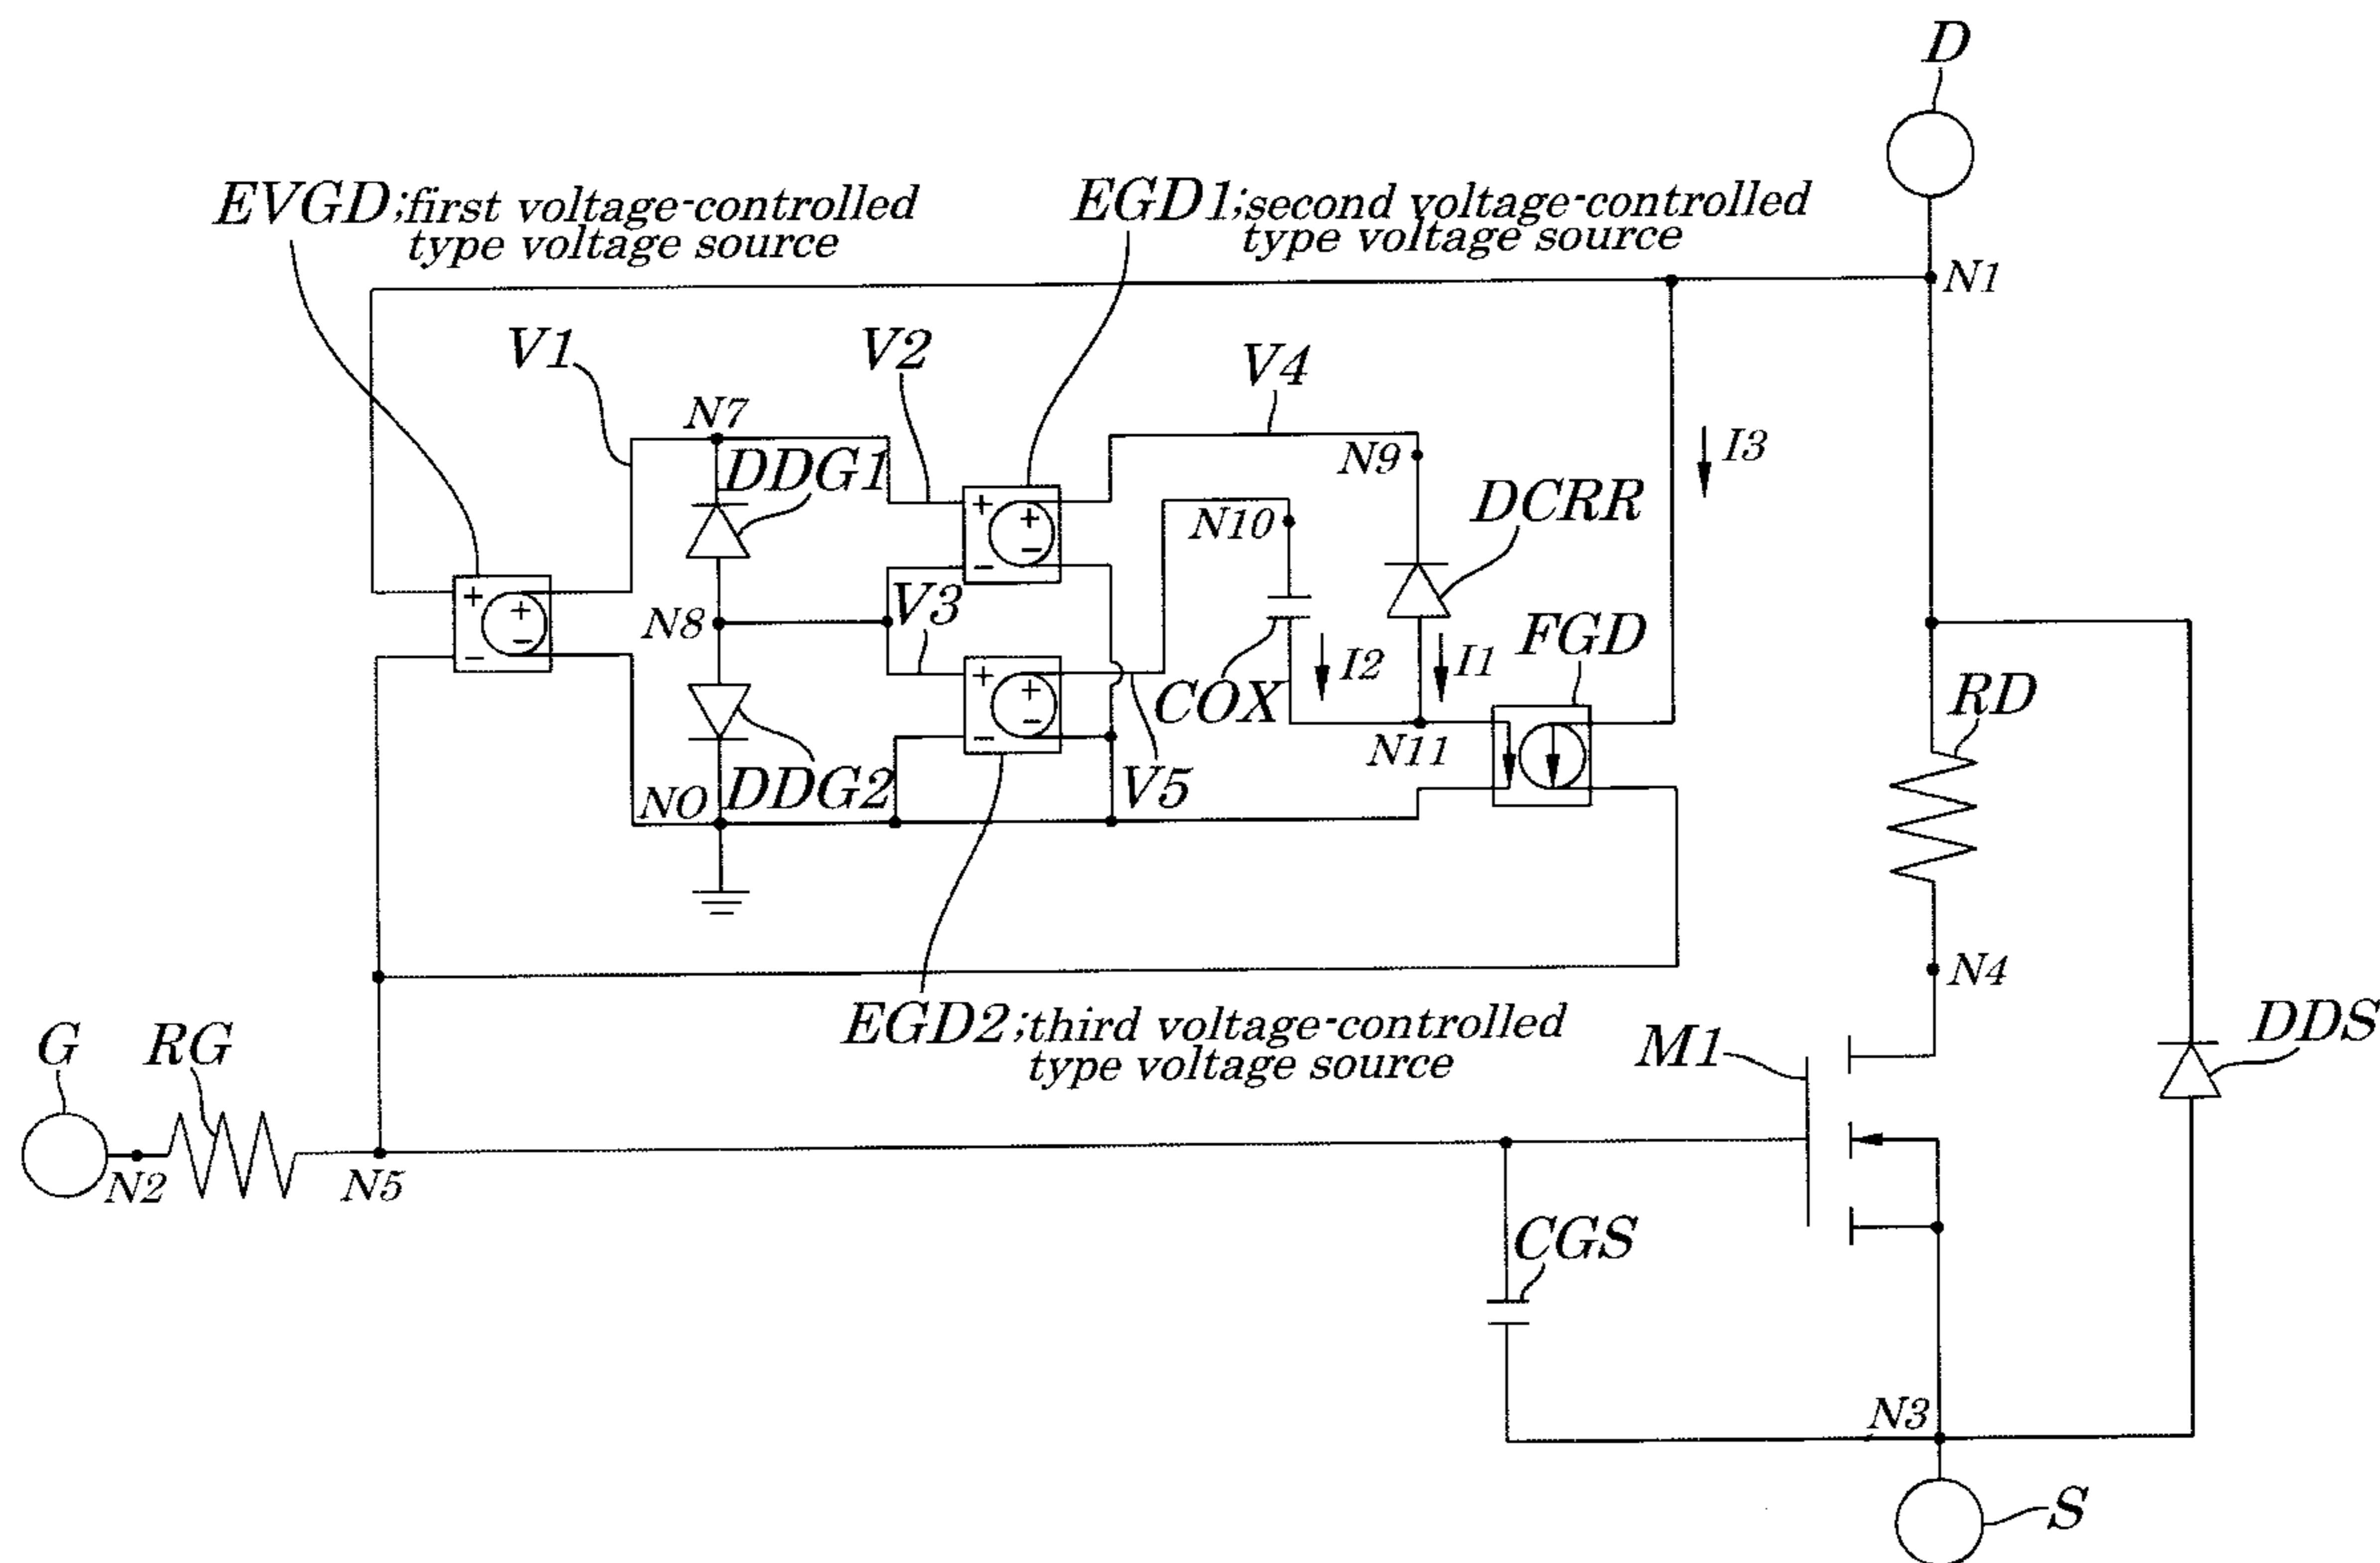 D
EVGD;first voltage-controlled
type voltage source
EGD1;second voltage-controlled
type voltage source
N1
V1
V2
V4
N7
DDG1
N9
I3
N10
DCRR
+
+
-
-
+
+
-
-
N8
V3
FGD
I2
I1
COX
+
+
-
-
RD
N11
V5
NO
DDG2
N4
EGD2;third voltage-controlled
type voltage source
G
RG
M1
DDS
N2
N5
CGS
N3
S